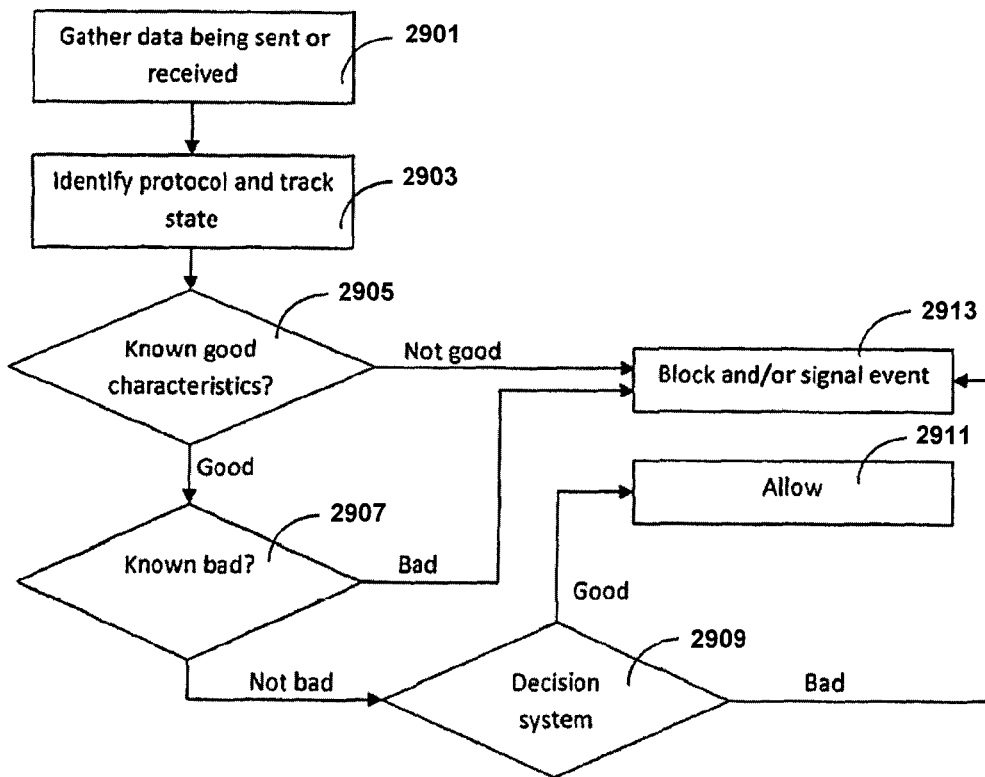 Gather data being sent or
received
2901
Identify protocol and track
state
2903
2905
Known good
characteristics?
Not good
2913
Block and/or signal event
2911
Allow
Good
2907
Known bad?
Bad
Good
2909
Not bad
Decision
system
Bad